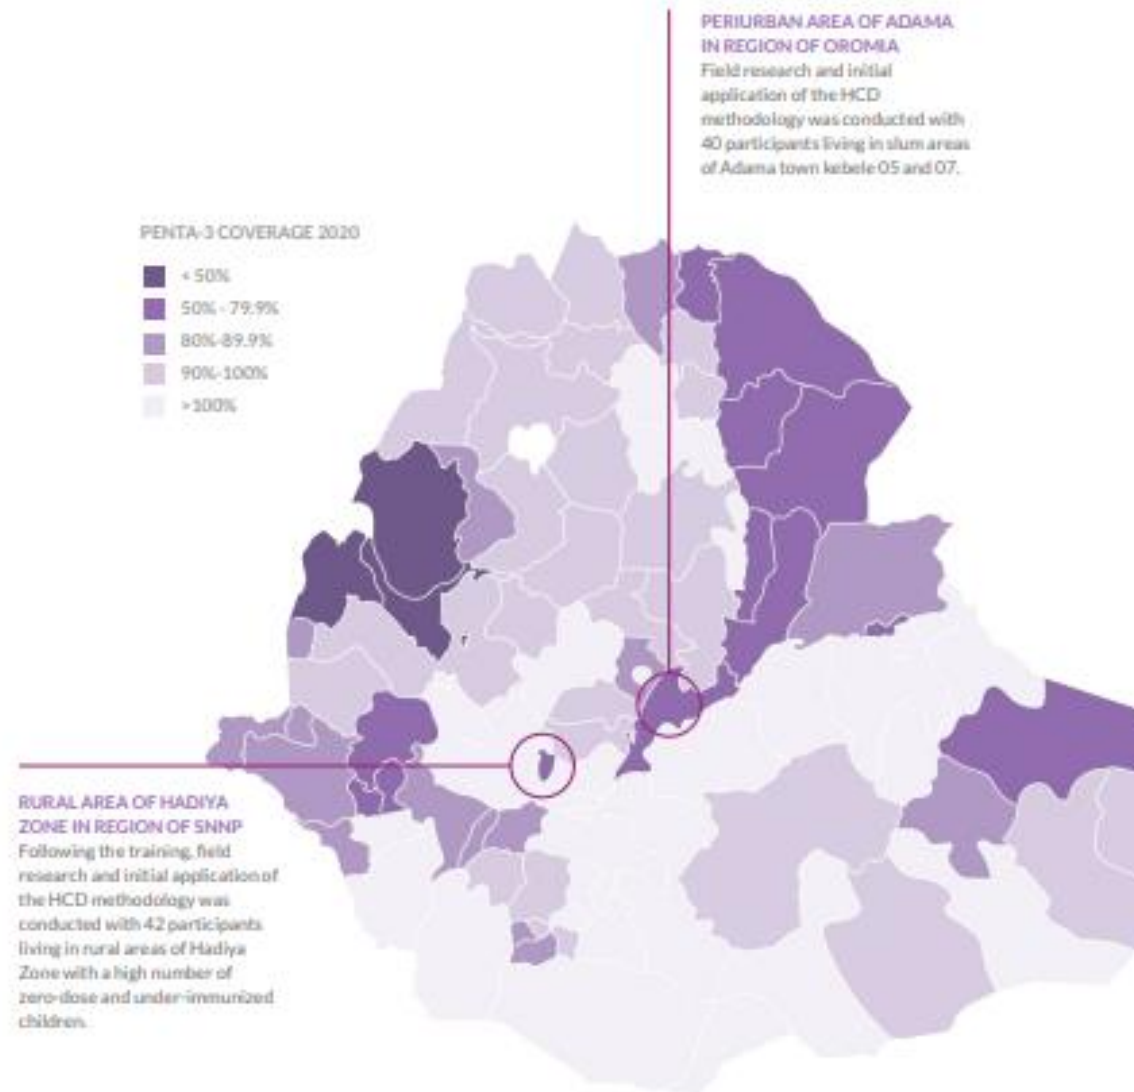 PERIURBAN AREA OF ADAMA
IN REGION OF OROMIA
Field research and initial
application of the HCD
methodology was conducted with
40 participants living in slum areas
of Adama town kebele 05 and 07.
PENTA-3 COVERAGE 2020
< 50%
50% - 79.9%
80%-89.9%
90%-100%
>100%
RURAL AREA OF HADIYA
ZONE IN REGION OF SNNP
Following the training, field
research and initial application of
the HCD methodology was
conducted with 42 participants
living in rural areas of Hadiya
Zone with a high number of
zero-dose and under-immunized
children.